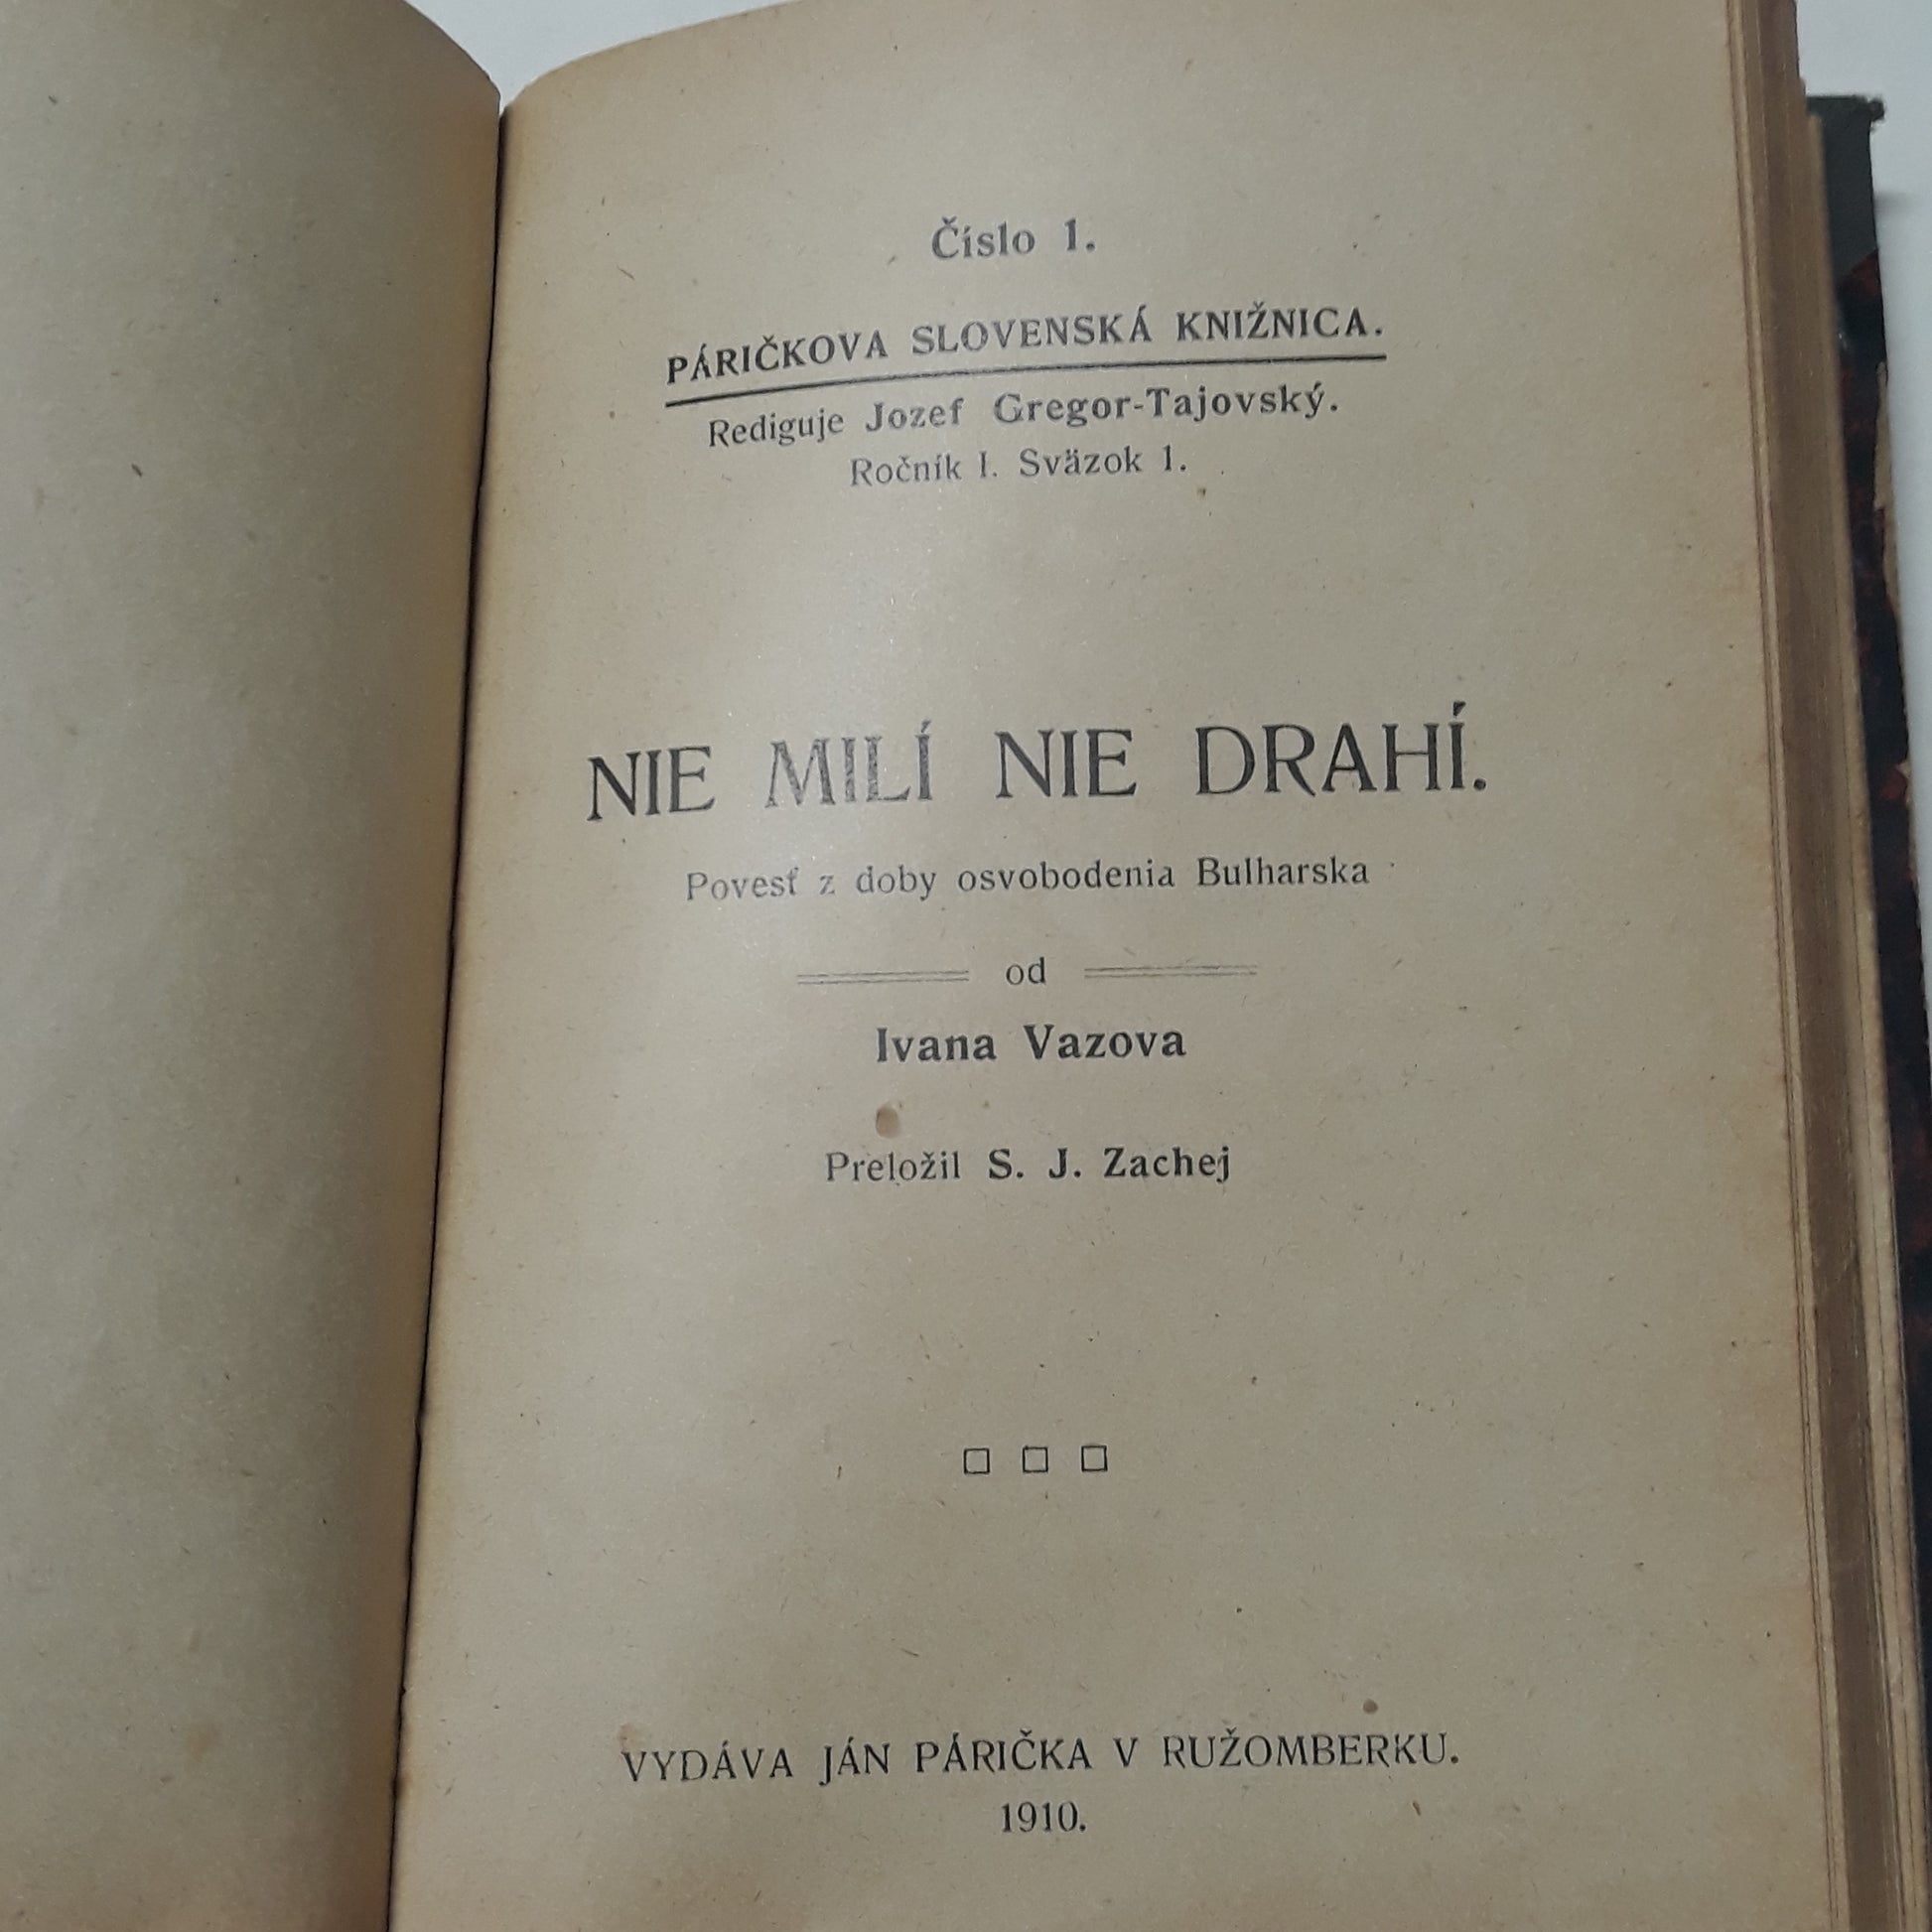 Číslo 1.
PÁRIČKOVA SLOVENSKÁ KNIŽNICA.
Rediguje Jozef Gregor-Tajovský.
Ročník I. Sväzok 1.
NIE MILÍ NIE DRAHÍ.
Povesť z doby osvobodenia Bulharska
od
Ivana Vazova
Preložil S. J. Zachej
VYDÁVA JÁN PÁRIČKA V RUŽOMBERKU.
1910.